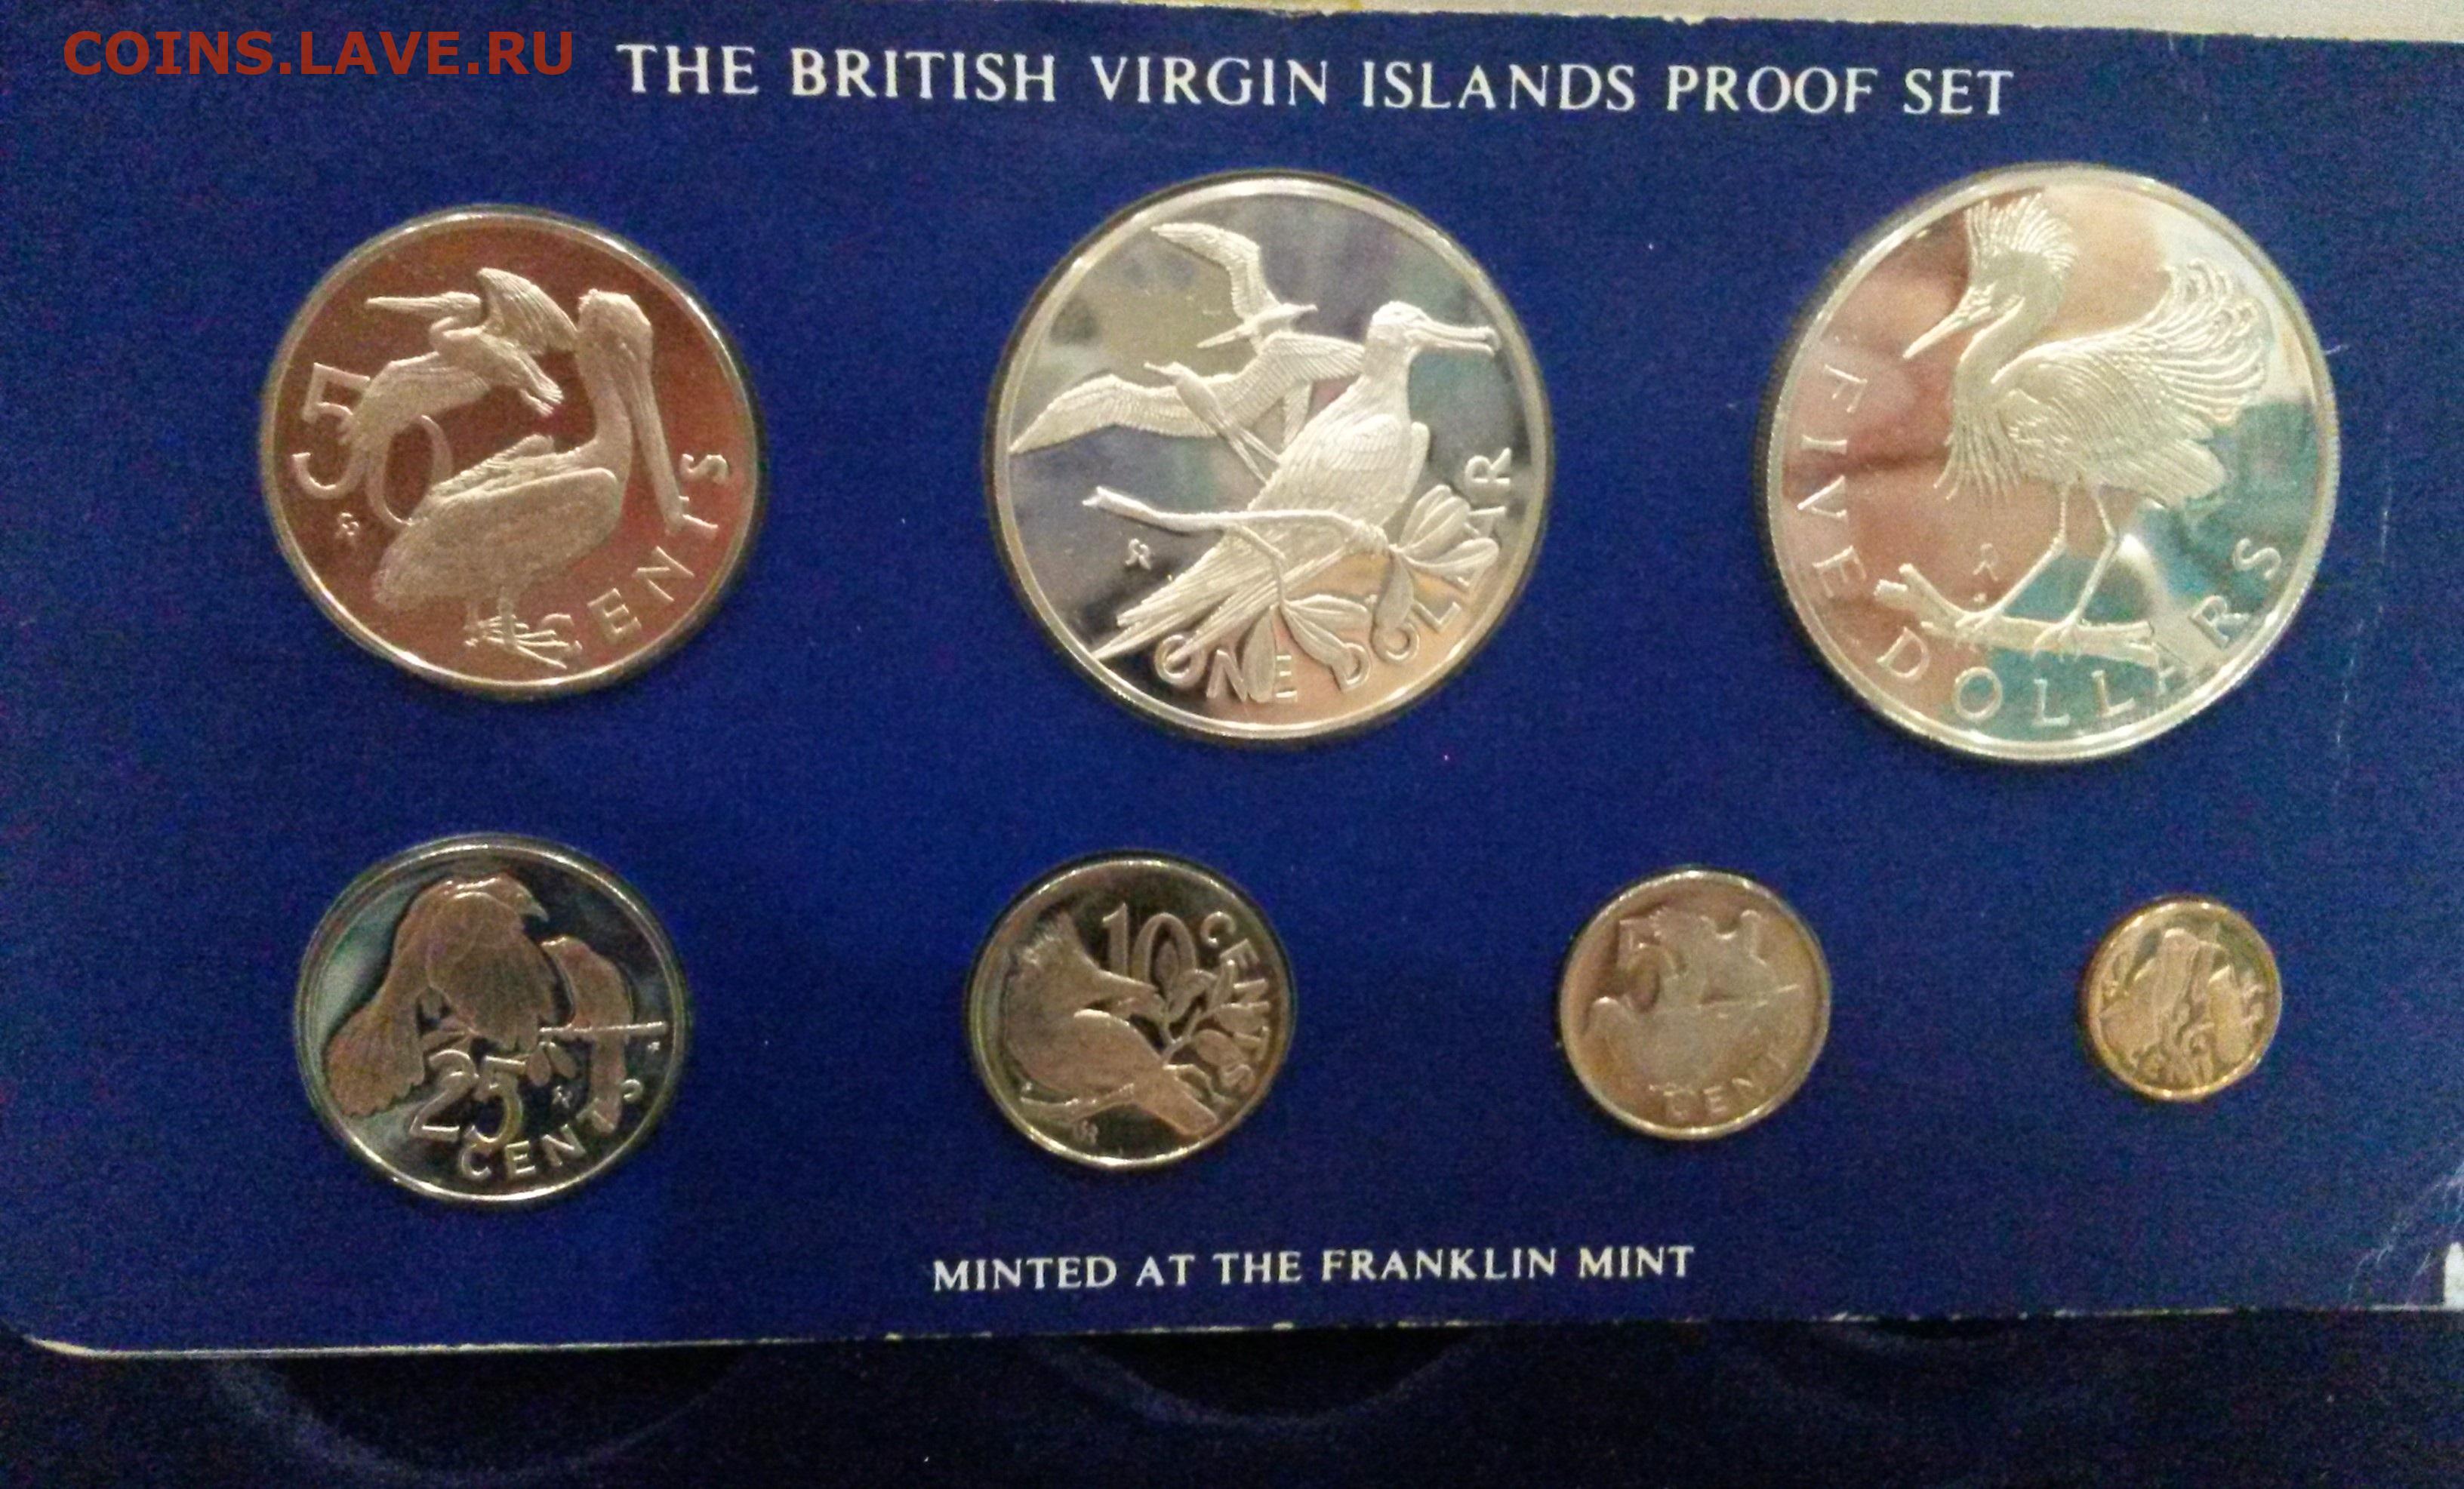 COINS.LAVE.RU
THE BRITISH VIRGIN ISLANDS PROOF SET
50 CENTS
ONE DOLLAR
FIVE DOLLARS
25 CENTS
10 CENTS
5 CENTS
MINTED AT THE FRANKLIN MINT